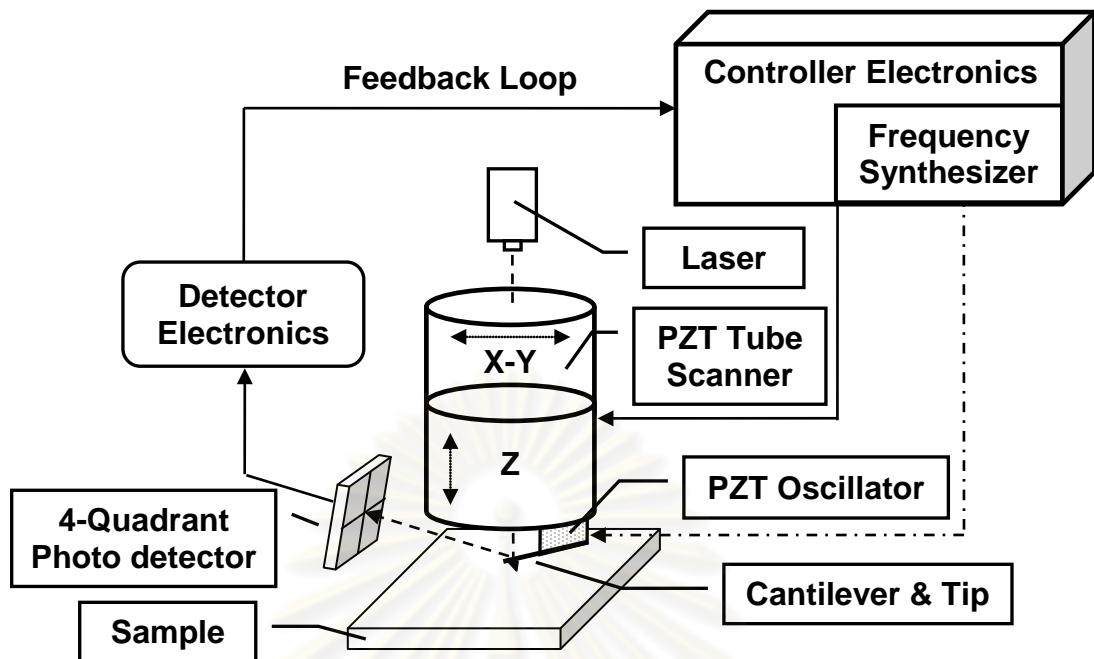 Controller Electronics
Feedback Loop
Frequency
Synthesizer
Laser
Detector
Electronics
PZT Tube
Scanner
X-Y
Z
PZT Oscillator
4-Quadrant
Photo detector
Cantilever & Tip
Sample